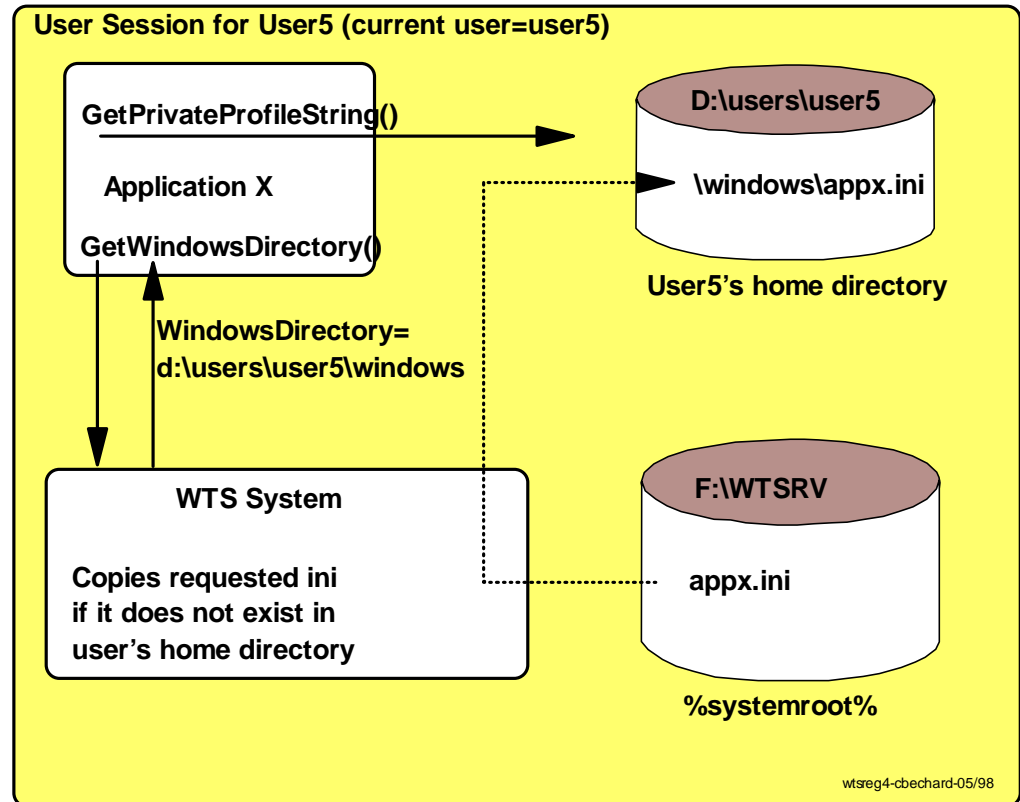 User Session for User5 (current user=user5)
GetPrivateProfileString()
Application X
GetWindowsDirectory()
WindowsDirectory=
d:\users\user5\windows
D:\users\user5
\windows\appx.ini
User5's home directory
WTS System
Copies requested ini
if it does not exist in
user's home directory
F:\WTSRV
appx.ini
%systemroot%
wtsreg4-cbechard-05/98